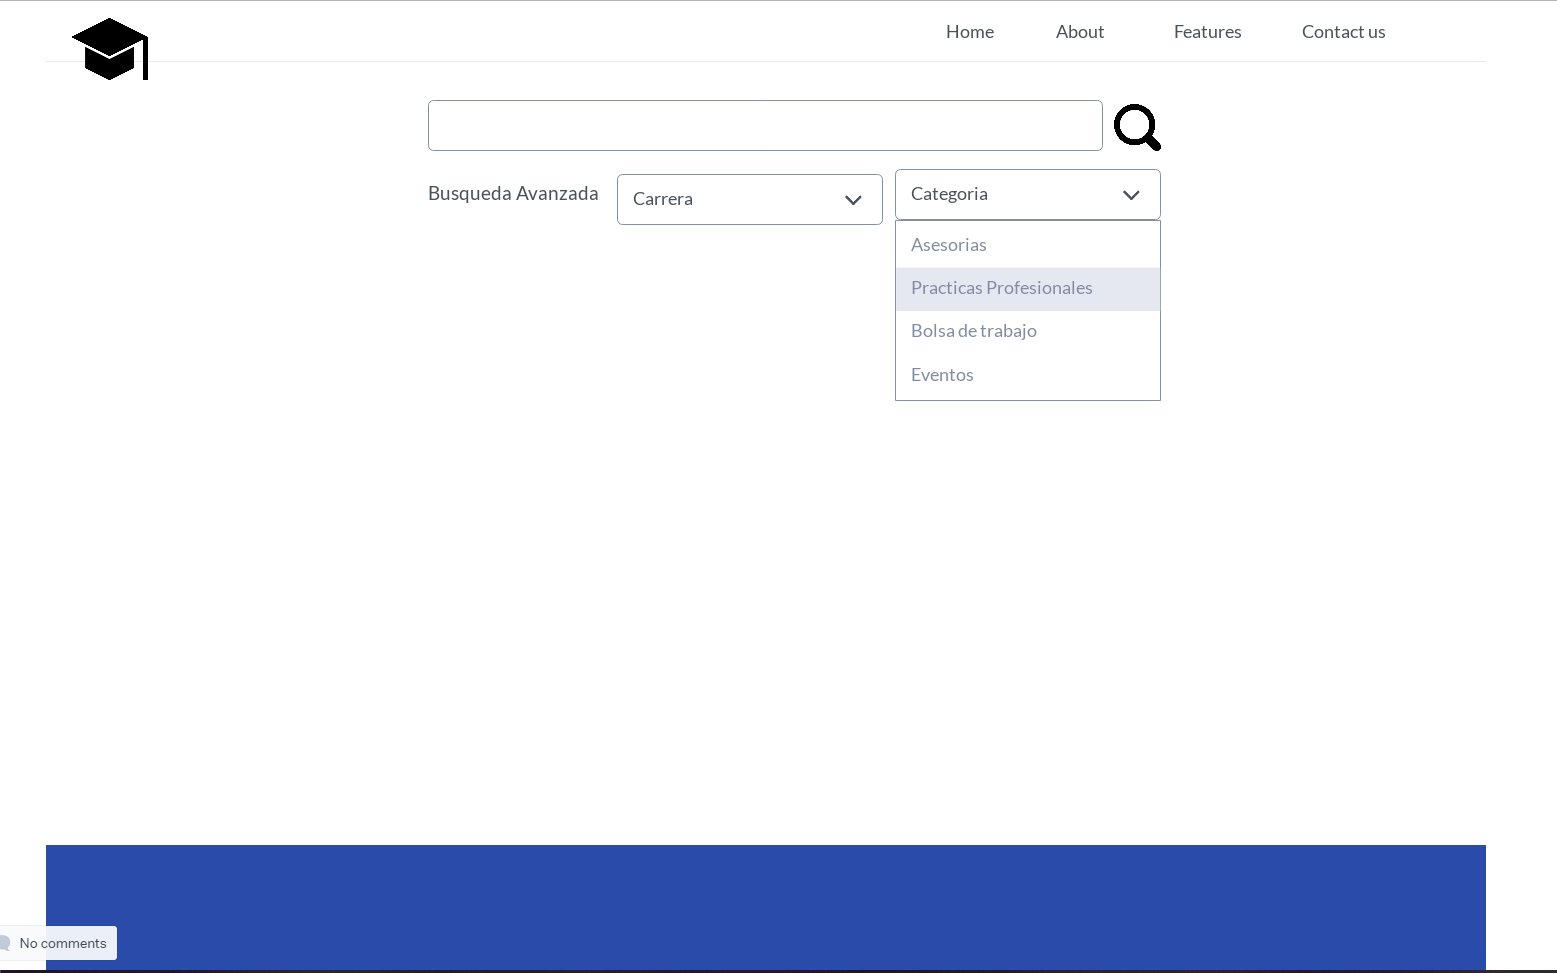 Home About Features Contact us
Busqueda Avanzada Carrera Categoria
Asesorias
Practicas Profesionales
Bolsa de trabajo
Eventos
No comments